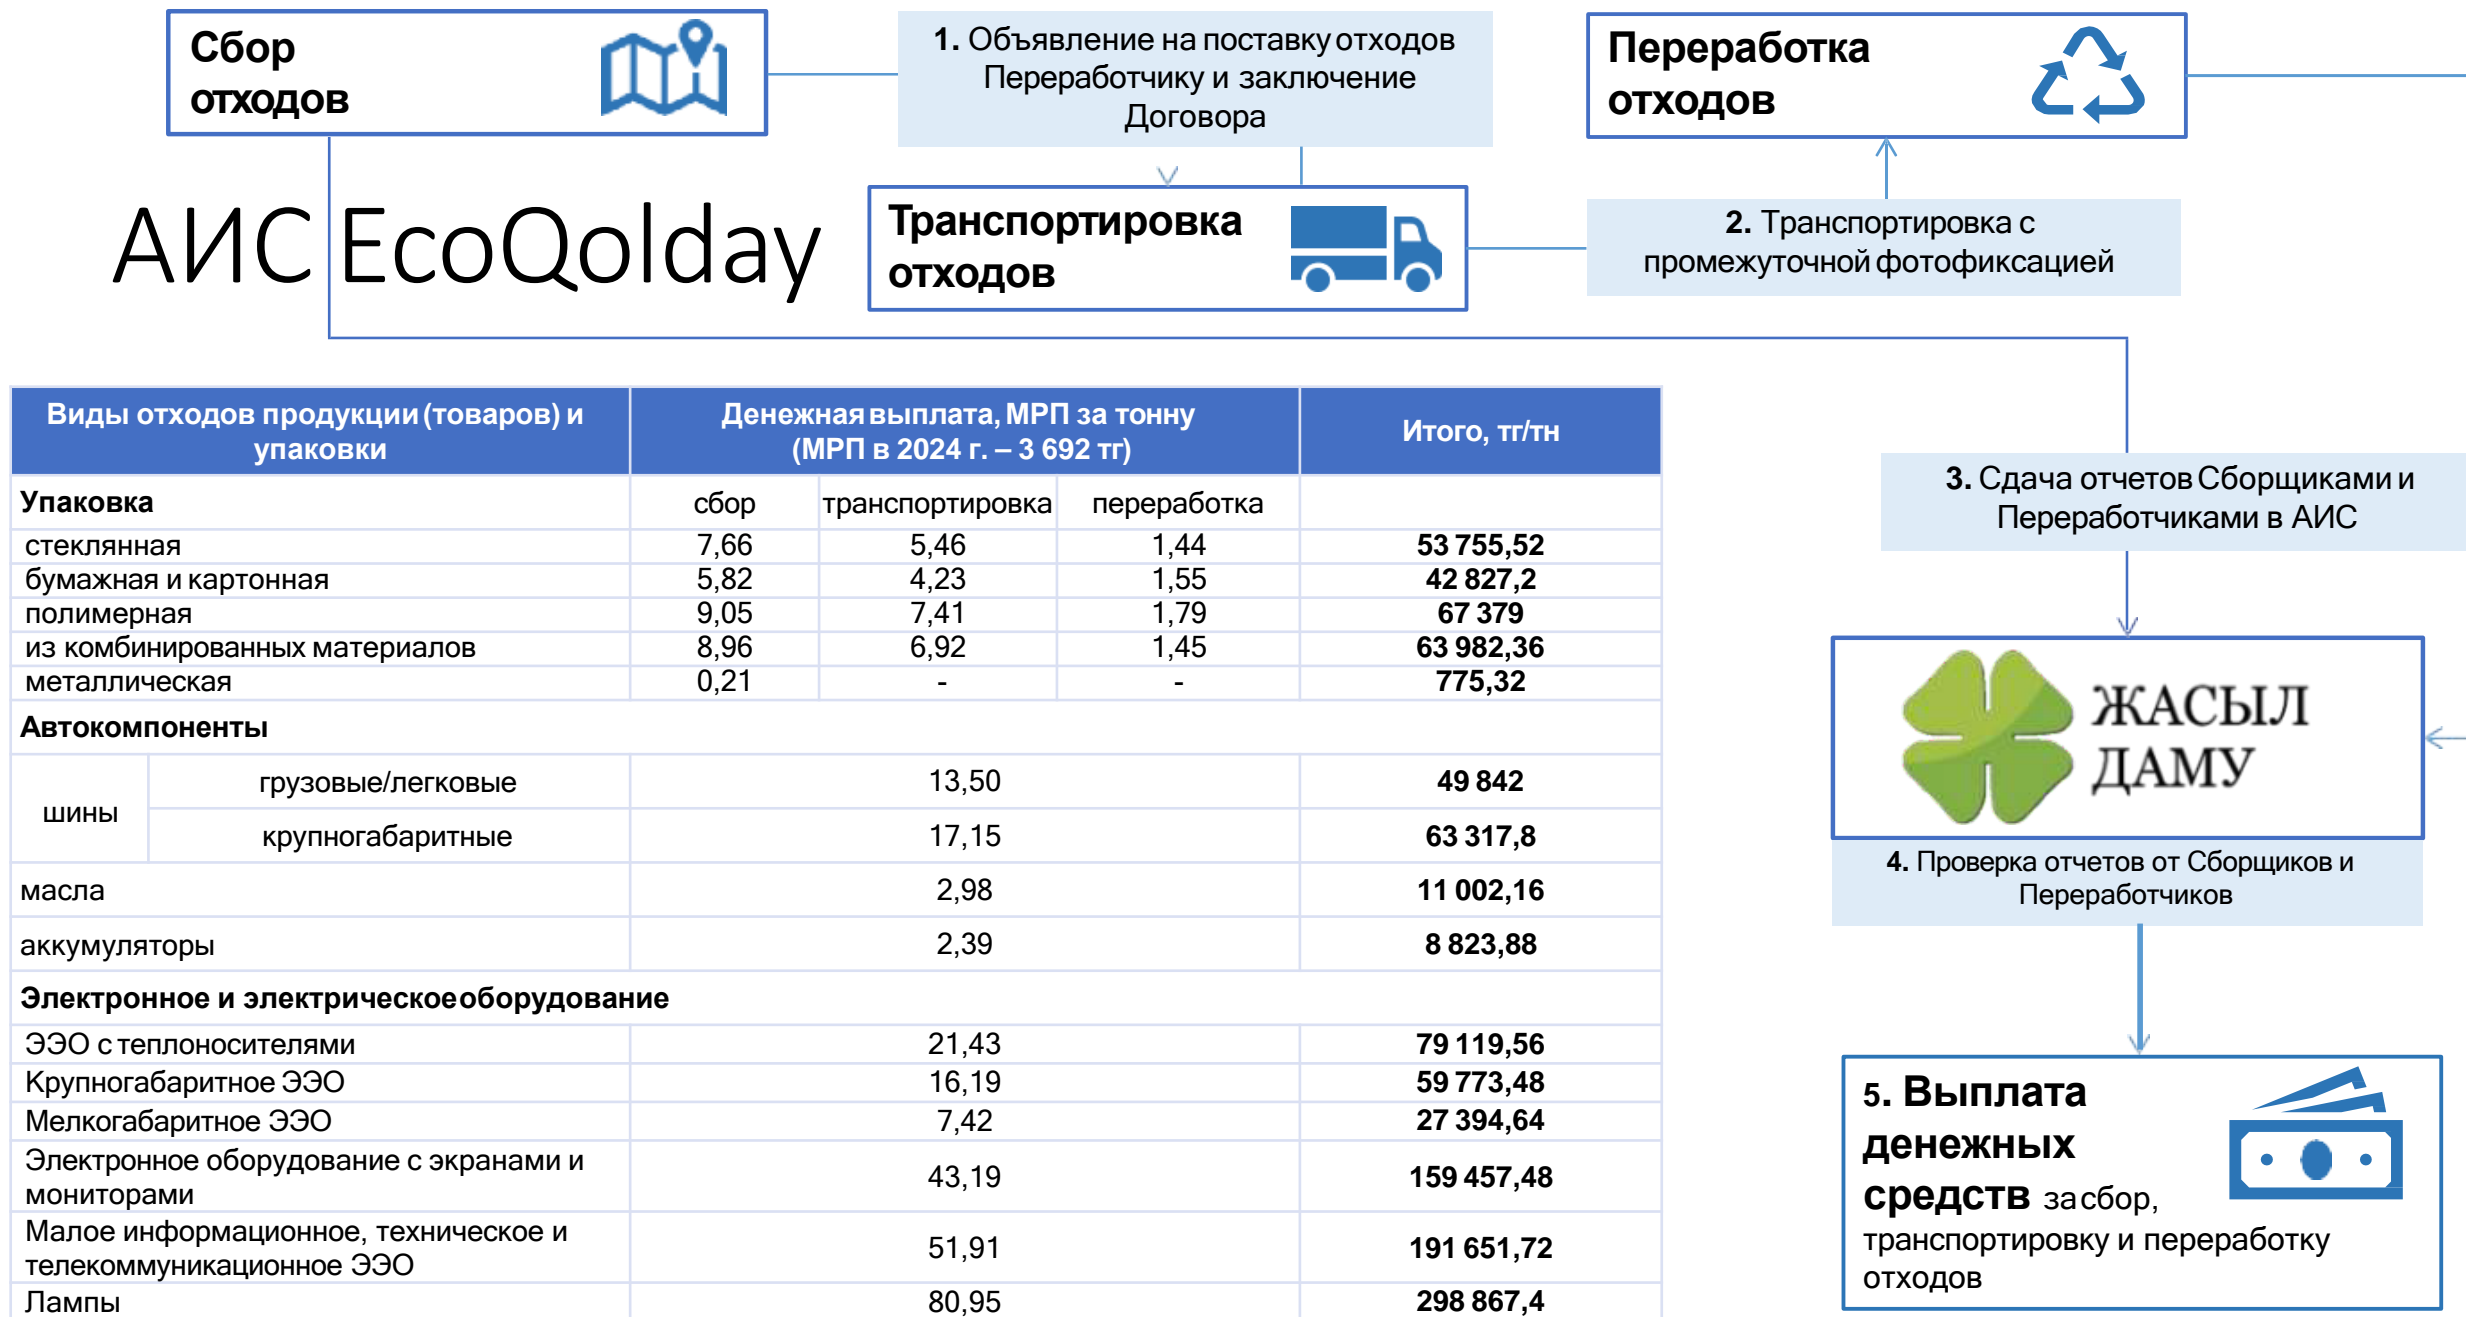 Сбор
отходов
1. Объявление на поставку отходов
Переработчику и заключение
Договора
Переработка
отходов
АИС EcoQolday
Транспортировка
отходов
2. Транспортировка с
промежуточной фотофиксацией
Виды отходов продукции (товаров) и
упаковки
Денежная выплата, МРП за тонну
(МРП в 2024 г. – 3 692 тг)
Итого, тг/тн
Упаковка сбор транспортировка переработка
стеклянная 7,66 5,46 1,44 53 755,52
бумажная и картонная 5,82 4,23 1,55 42 827,2
полимерная 9,05 7,41 1,79 67 379
из комбинированных материалов 8,96 6,92 1,45 63 982,36
металлическая 0,21 - - 775,32
Автокомпоненты
шины
грузовые/легковые 13,50 49 842
крупногабаритные 17,15 63 317,8
масла 2,98 11 002,16
аккумуляторы 2,39 8 823,88
Электронное и электрическое оборудование
ЭЭО с теплоносителями 21,43 79 119,56
Крупногабаритное ЭЭО 16,19 59 773,48
Мелкогабаритное ЭЭО 7,42 27 394,64
Электронное оборудование с экранами и
мониторами 43,19 159 457,48
Малое информационное, техническое и
телекоммуникационное ЭЭО 51,91 191 651,72
Лампы 80,95 298 867,4
3. Сдача отчетов Сборщиками и
Переработчиками в АИС
ЖАСЫЛ
ДАМУ
4. Проверка отчетов от Сборщиков и
Переработчиков
5. Выплата
денежных
средств за сбор,
транспортировку и переработку
отходов